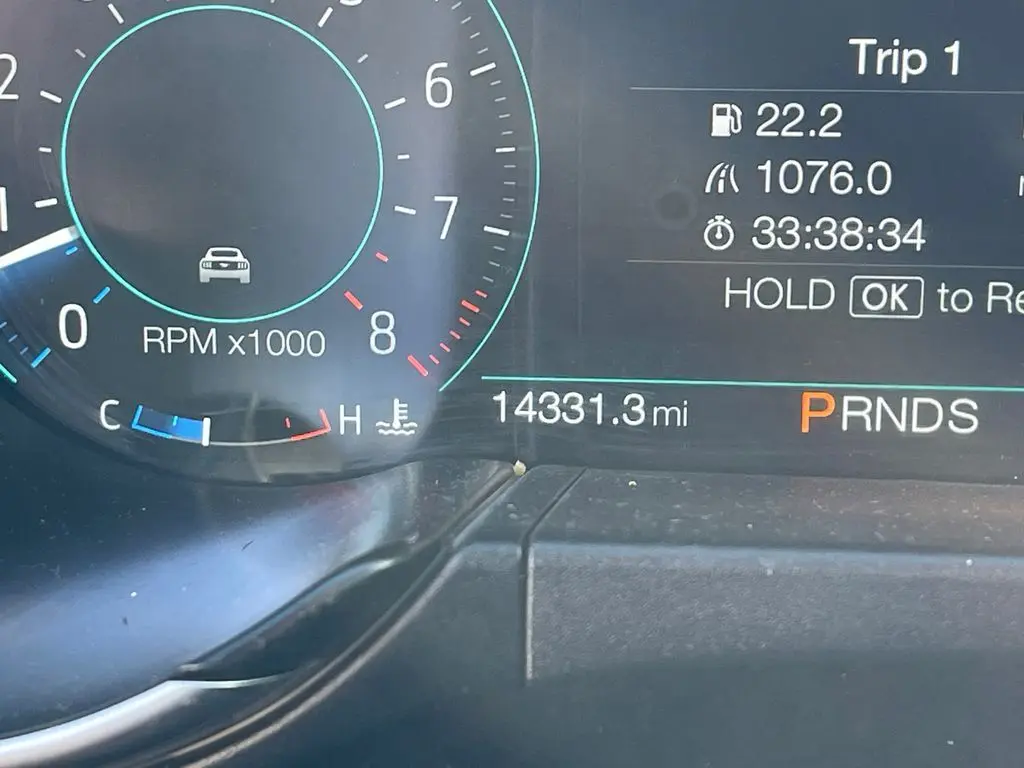 Trip 1
22.2
1076.0
33:38:34
HOLD OK to
14331.3 mi
PRNDS
2
1
0
6
7
8
RPM x1000
C
H